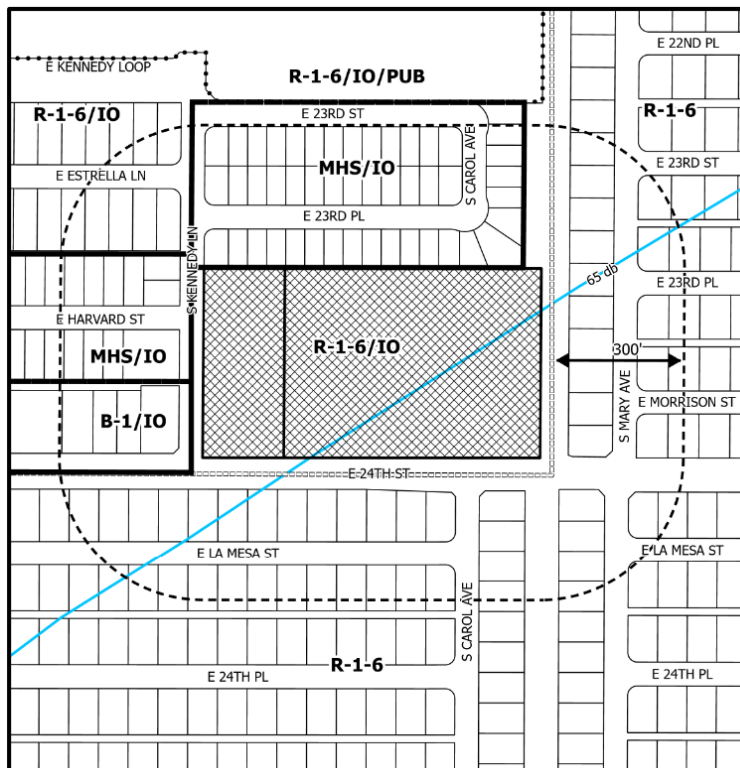 E 22ND PL
E KENNEDY LOOP
R-1-6/IO/PUB
R-1-6/IO
E 23RD ST
R-1-6
MHS/IO
S CAROL AVE
E 23RD ST
E ESTRELLA LN
E 23RD PL
S KENNEDY LN
65 db
E 23RD PL
E HARVARD ST
R-1-6/IO
300'
MHS/IO
S MARY AVE
E MORRISON ST
B-1/IO
E 24TH ST
E LA MESA ST
E LA MESA ST
S CAROL AVE
R-1-6
E 24TH PL
E 24TH PL